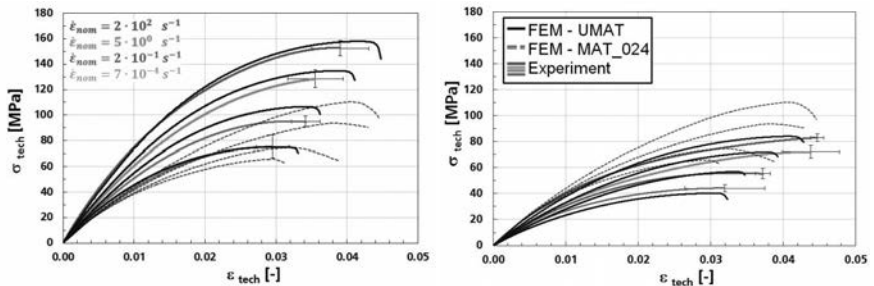 ε̇nom = 2 · 10² s⁻¹
ε̇nom = 5 · 10⁰ s⁻¹
ε̇nom = 2 · 10⁻¹ s⁻¹
ε̇nom = 7 · 10⁻⁴ s⁻¹
180
160
140
120
100
80
60
40
20
0
σ tech [MPa]
0.00 0.01 0.02 0.03 0.04 0.05
ε tech [-]
FEM - UMAT
FEM - MAT_024
Experiment
180
160
140
120
100
80
60
40
20
0
σ tech [MPa]
0.00 0.01 0.02 0.03 0.04 0.05
ε tech [-]